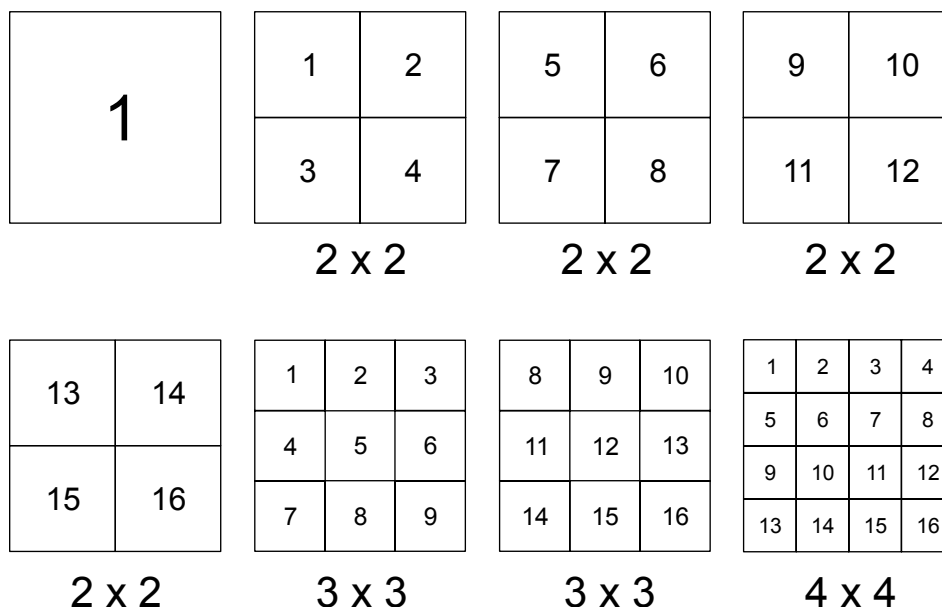 1
1 2
3 4
2 x 2
5 6
7 8
2 x 2
9 10
11 12
2 x 2
13 14
15 16
2 x 2
1 2 3
4 5 6
7 8 9
3 x 3
8 9 10
11 12 13
14 15 16
3 x 3
1 2 3 4
5 6 7 8
9 10 11 12
13 14 15 16
4 x 4